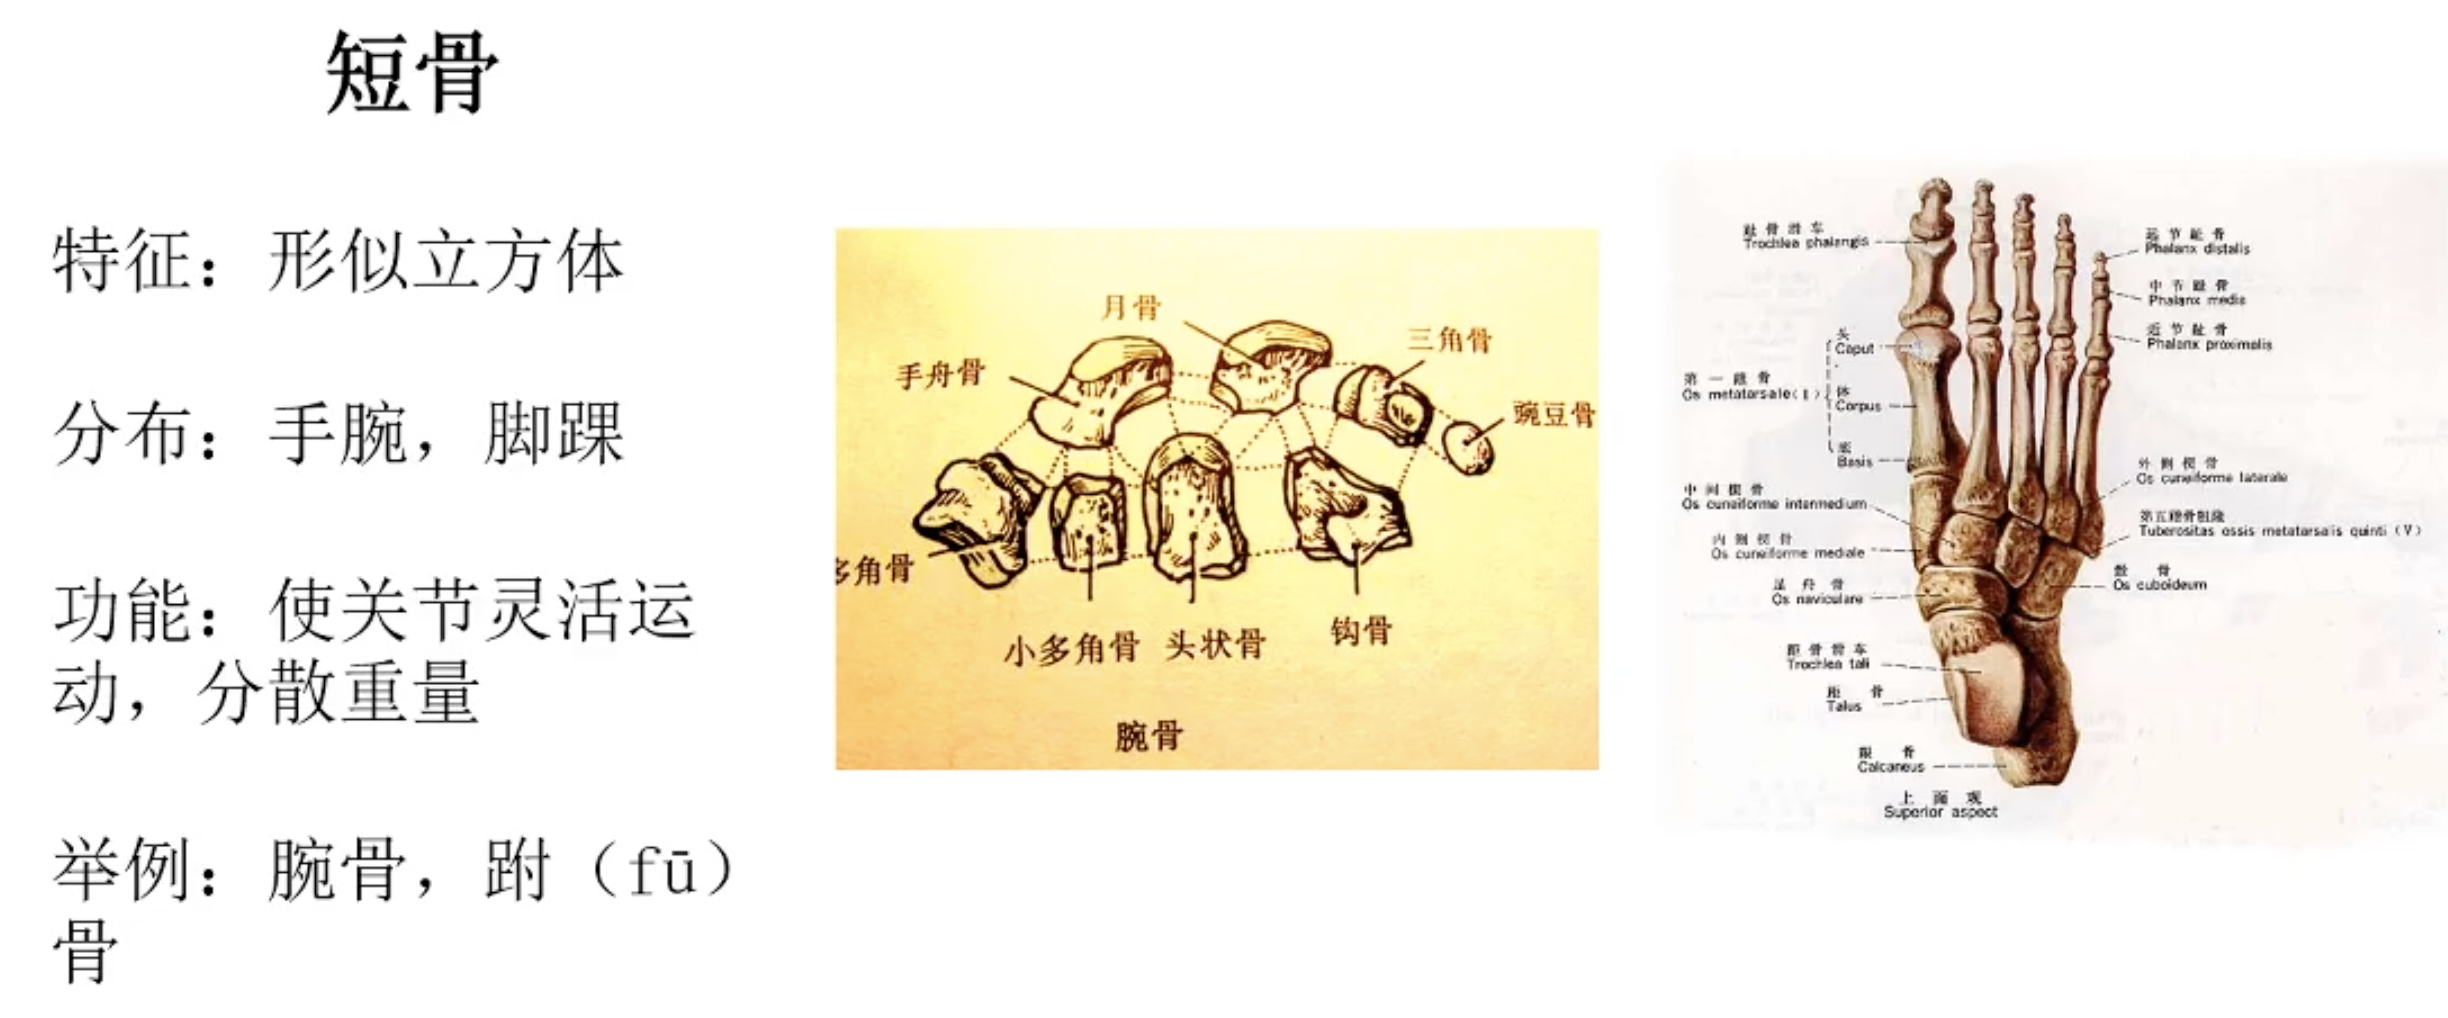 短骨
特征：形似立方体
分布：手腕，脚踝
功能：使关节灵活运
动，分散重量
举例：腕骨，跗（fū）
骨
月骨
三角骨
手舟骨
豌豆骨
多角骨
小多角骨
头状骨
钩骨
腕骨
趾骨滑车
Trochlea phalangis
远节趾骨
Phalanx distalis
中节趾骨
Phalanx media
近节趾骨
Phalanx proximalis
头
Caput
第一跖骨
Os metatarsale(Ⅰ)
体
Corpus
底
Basis
中间楔骨
Os cuneiforme intermedium
外侧楔骨
Os cuneiforme laterale
第五跖骨粗隆
Tuberositas ossis metatarsalis quinti (V)
内侧楔骨
Os cuneiforme mediale
足舟骨
Os naviculare
骰骨
Os cuboideum
距骨滑车
Trochlea tali
距骨
Talus
跟骨
Calcaneus
上面观
Superior aspect